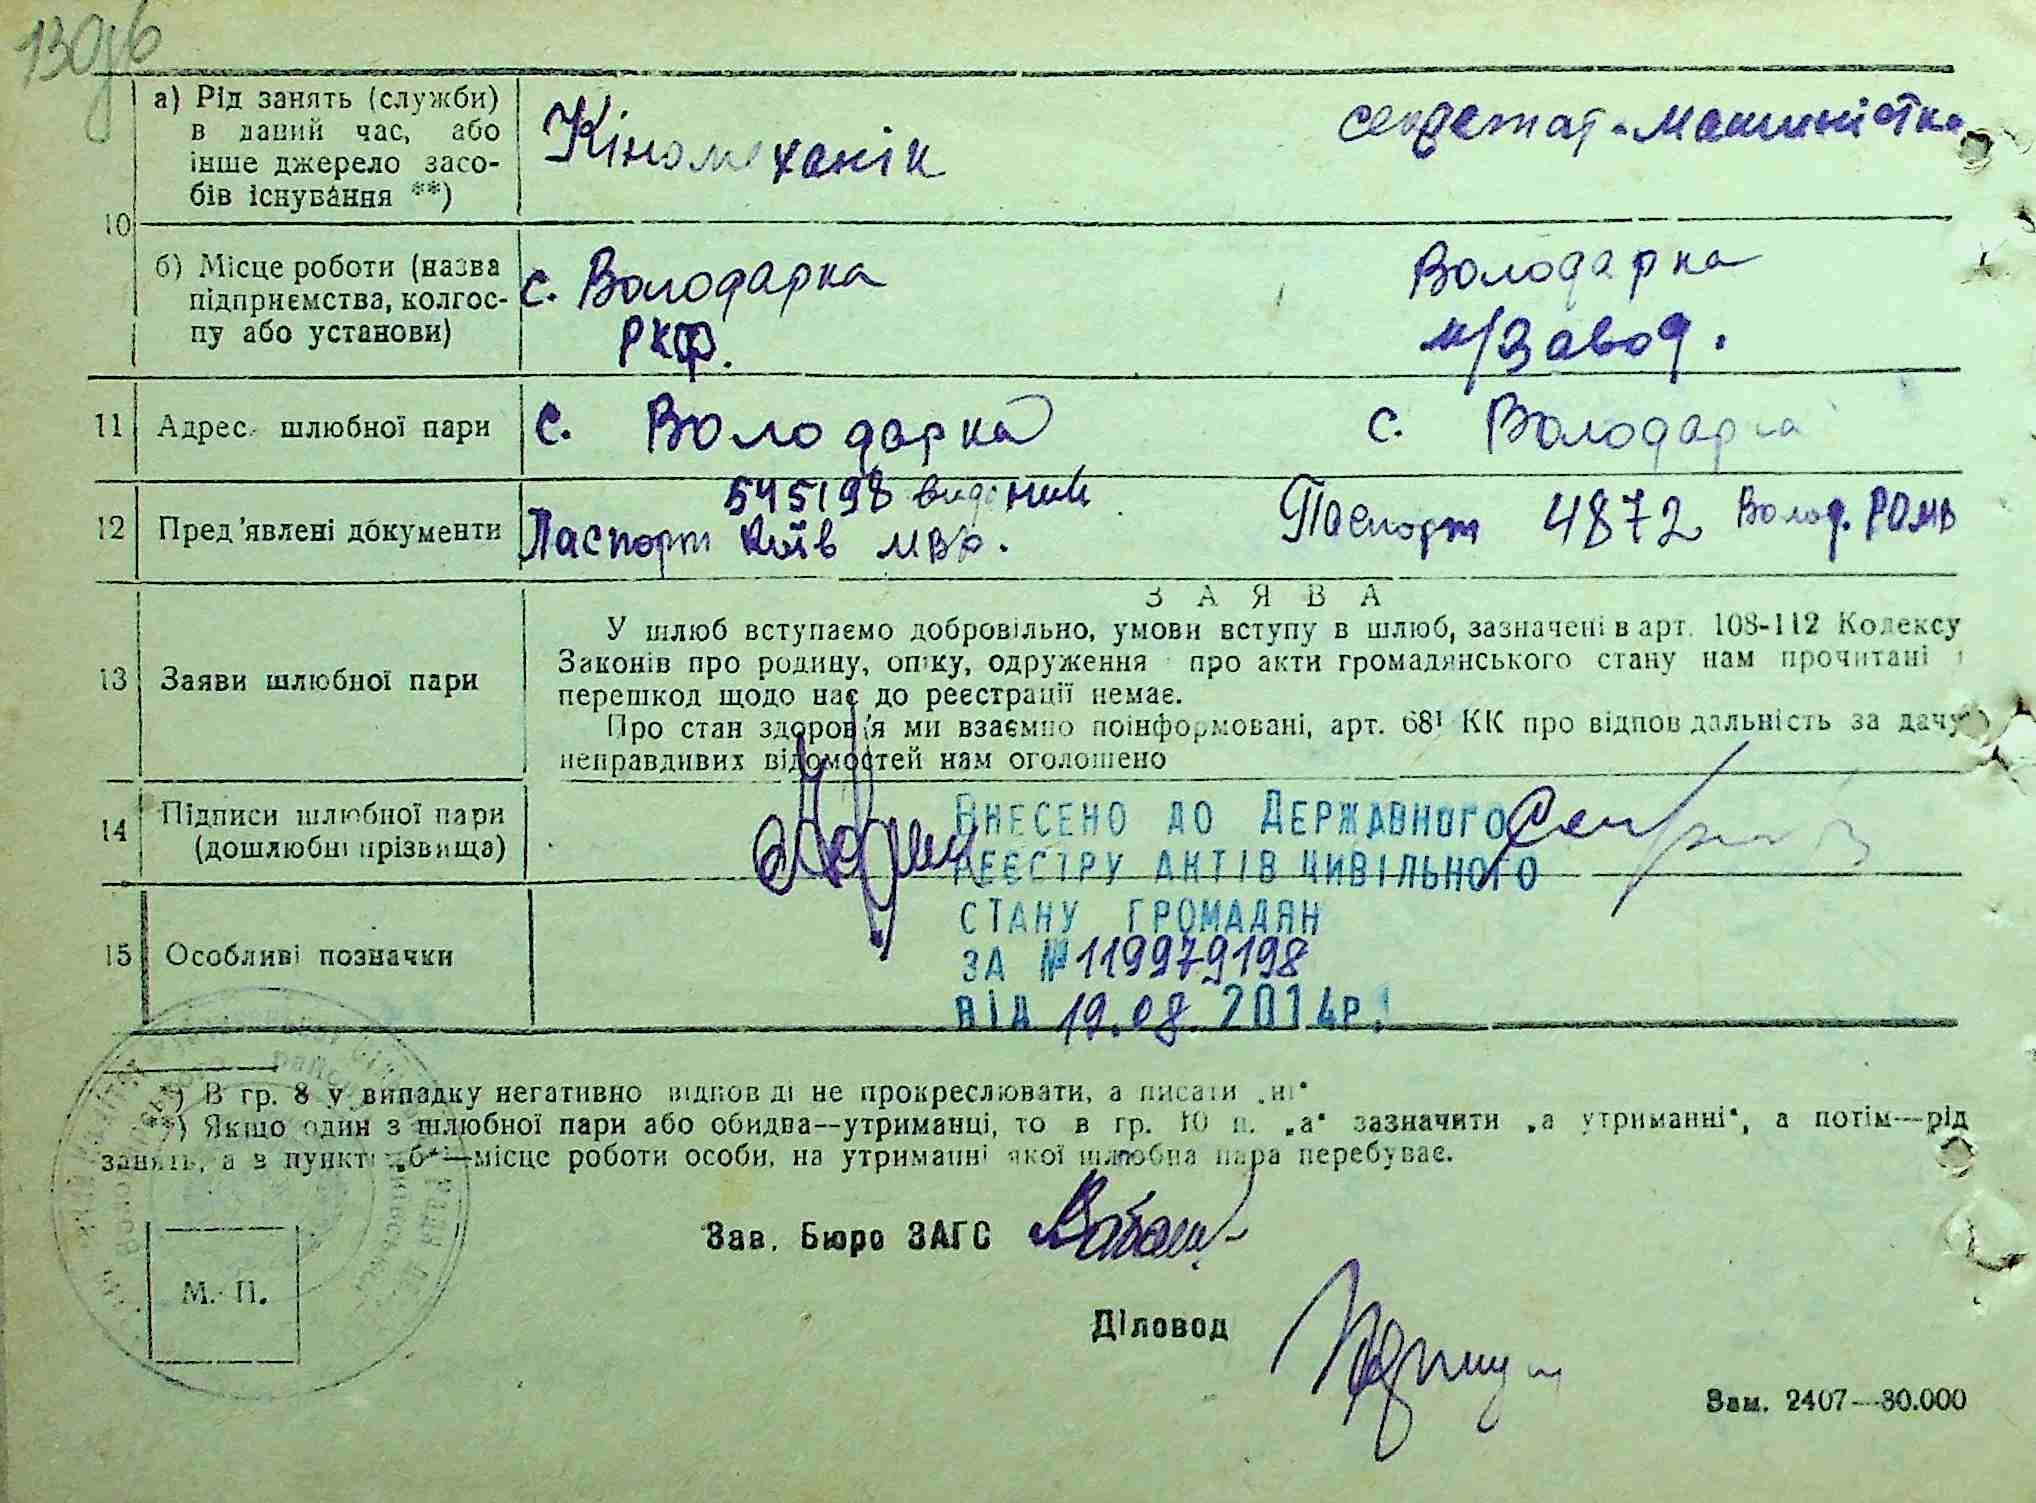 130дб
10
а) Рід занять (служби) в даний час, або інше джерело засобів існування **)
Кіномеханік
секретат-машиністка
б) Місце роботи (назва підприємства, колгоспу або установи)
с. Володарка
РКФ.
Володарка
м/завод.
11 Адрес. шлюбної пари
с. Володарка
с. Володарка
12 Пред'явлені документи
545198 виданий
Паспорт Київ МВД.
Паспорт 4872 Волод. РОМВ
13 Заяви шлюбної пари
ЗАЯВА
У шлюб вступаємо добровільно, умови вступу в шлюб, зазначені в арт. 108-112 Кодексу
Законів про родину, опіку, одруження про акти громадянського стану нам прочитані і
перешкод щодо нас до реєстрації немає.
Про стан здоров'я ми взаємно поінформовані, арт. 68¹ КК про відповідальність за дачу
неправдивих відомостей нам оголошено
14 Підписи шлюбної пари
(дошлюбні прізвища)
Внесено до Державного
реєстру актів цивільного
стану громадян
за № 119979198
від 19.08.2014р.
15 Особливі позначки
*) В гр. 8 у випадку негативно відповіді не прокреслювати, а писати „ні"
**) Якщо один з шлюбної пари або обидва—утриманці, то в гр. 10 п. „а" зазначити „а утриманні", а потім—рід
занять, а в пункті „б"—місце роботи особи, на утриманні якої шлюбна пара перебуває.
Зав. Бюро ЗАГС
М. П.
Діловод
Зам. 2407—30.000